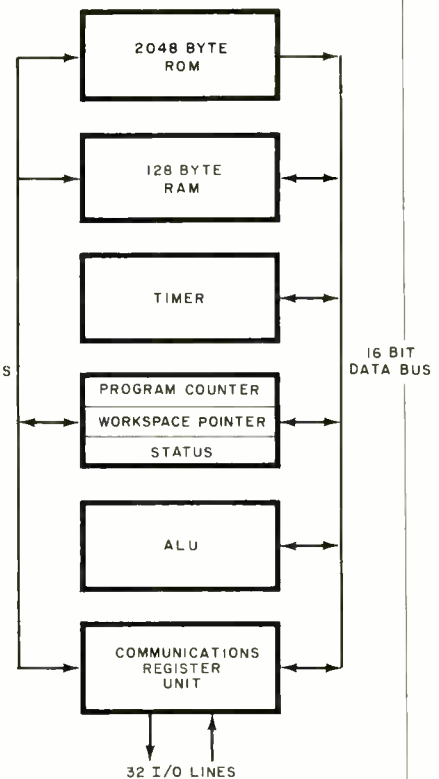 2048 BYTE
ROM
128 BYTE
RAM
TIMER
S
16 BIT
DATA BUS
PROGRAM COUNTER
WORKSPACE POINTER
STATUS
ALU
COMMUNICATIONS
REGISTER
UNIT
32 I/O LINES